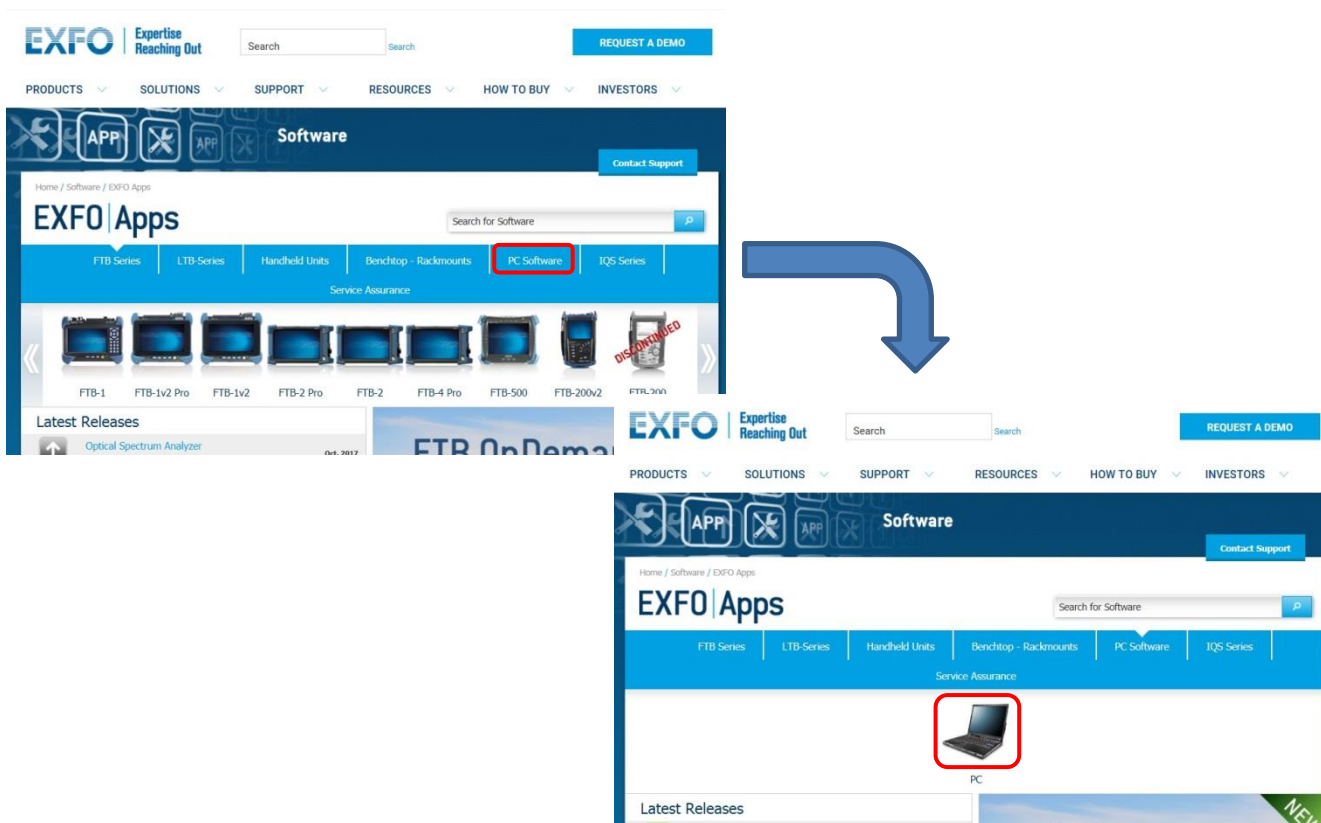 EXFO
Expertise
Reaching Out
Search
Search
REQUEST A DEMO
PRODUCTS SOLUTIONS SUPPORT RESOURCES HOW TO BUY INVESTORS
APP
APP
Software
Contact Support
Home / Software / EXFO Apps
EXFO Apps
Search for Software
FTB Series LTB-Series Handheld Units Benchtop - Rackmounts PC Software IQS Series
Service Assurance
DISCONTINUED
FTB-1 FTB-1v2 Pro FTB-1v2 FTB-2 Pro FTB-2 FTB-4 Pro FTB-500 FTB-200v2 FTB-200
Latest Releases
Optical Spectrum Analyzer
Oct. 2017
EXFO
Expertise
Reaching Out
Search
Search
REQUEST A DEMO
PRODUCTS SOLUTIONS SUPPORT RESOURCES HOW TO BUY INVESTORS
APP
APP
Software
Contact Support
Home / Software / EXFO Apps
EXFO Apps
Search for Software
FTB Series LTB-Series Handheld Units Benchtop - Rackmounts PC Software IQS Series
Service Assurance
PC
Latest Releases
NEW